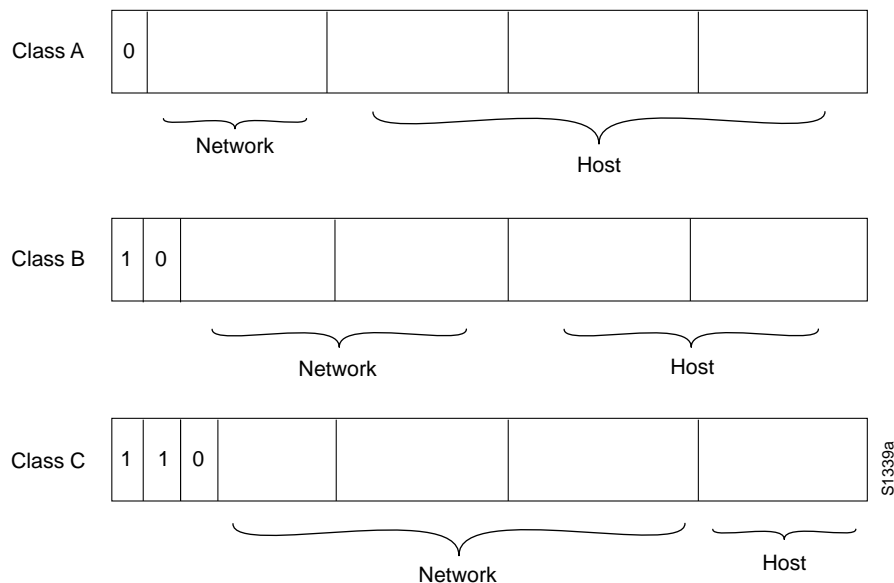 Class A 0
Network
Host
Class B 1 0
Network
Host
Class C 1 1 0
Network
Host
S1339a